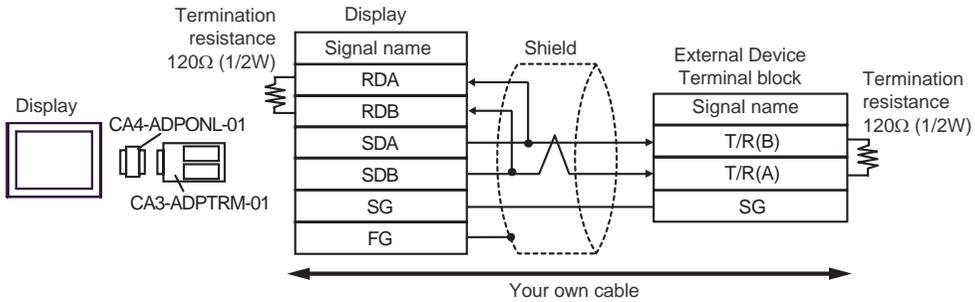 Termination
resistance
120Ω (1/2W)
Display
Signal name
RDA
RDB
SDA
SDB
SG
FG
Shield
External Device
Terminal block
Signal name
T/R(B)
T/R(A)
SG
Termination
resistance
120Ω (1/2W)
Display
CA4-ADPONL-01
CA3-ADPTRM-01
Your own cable